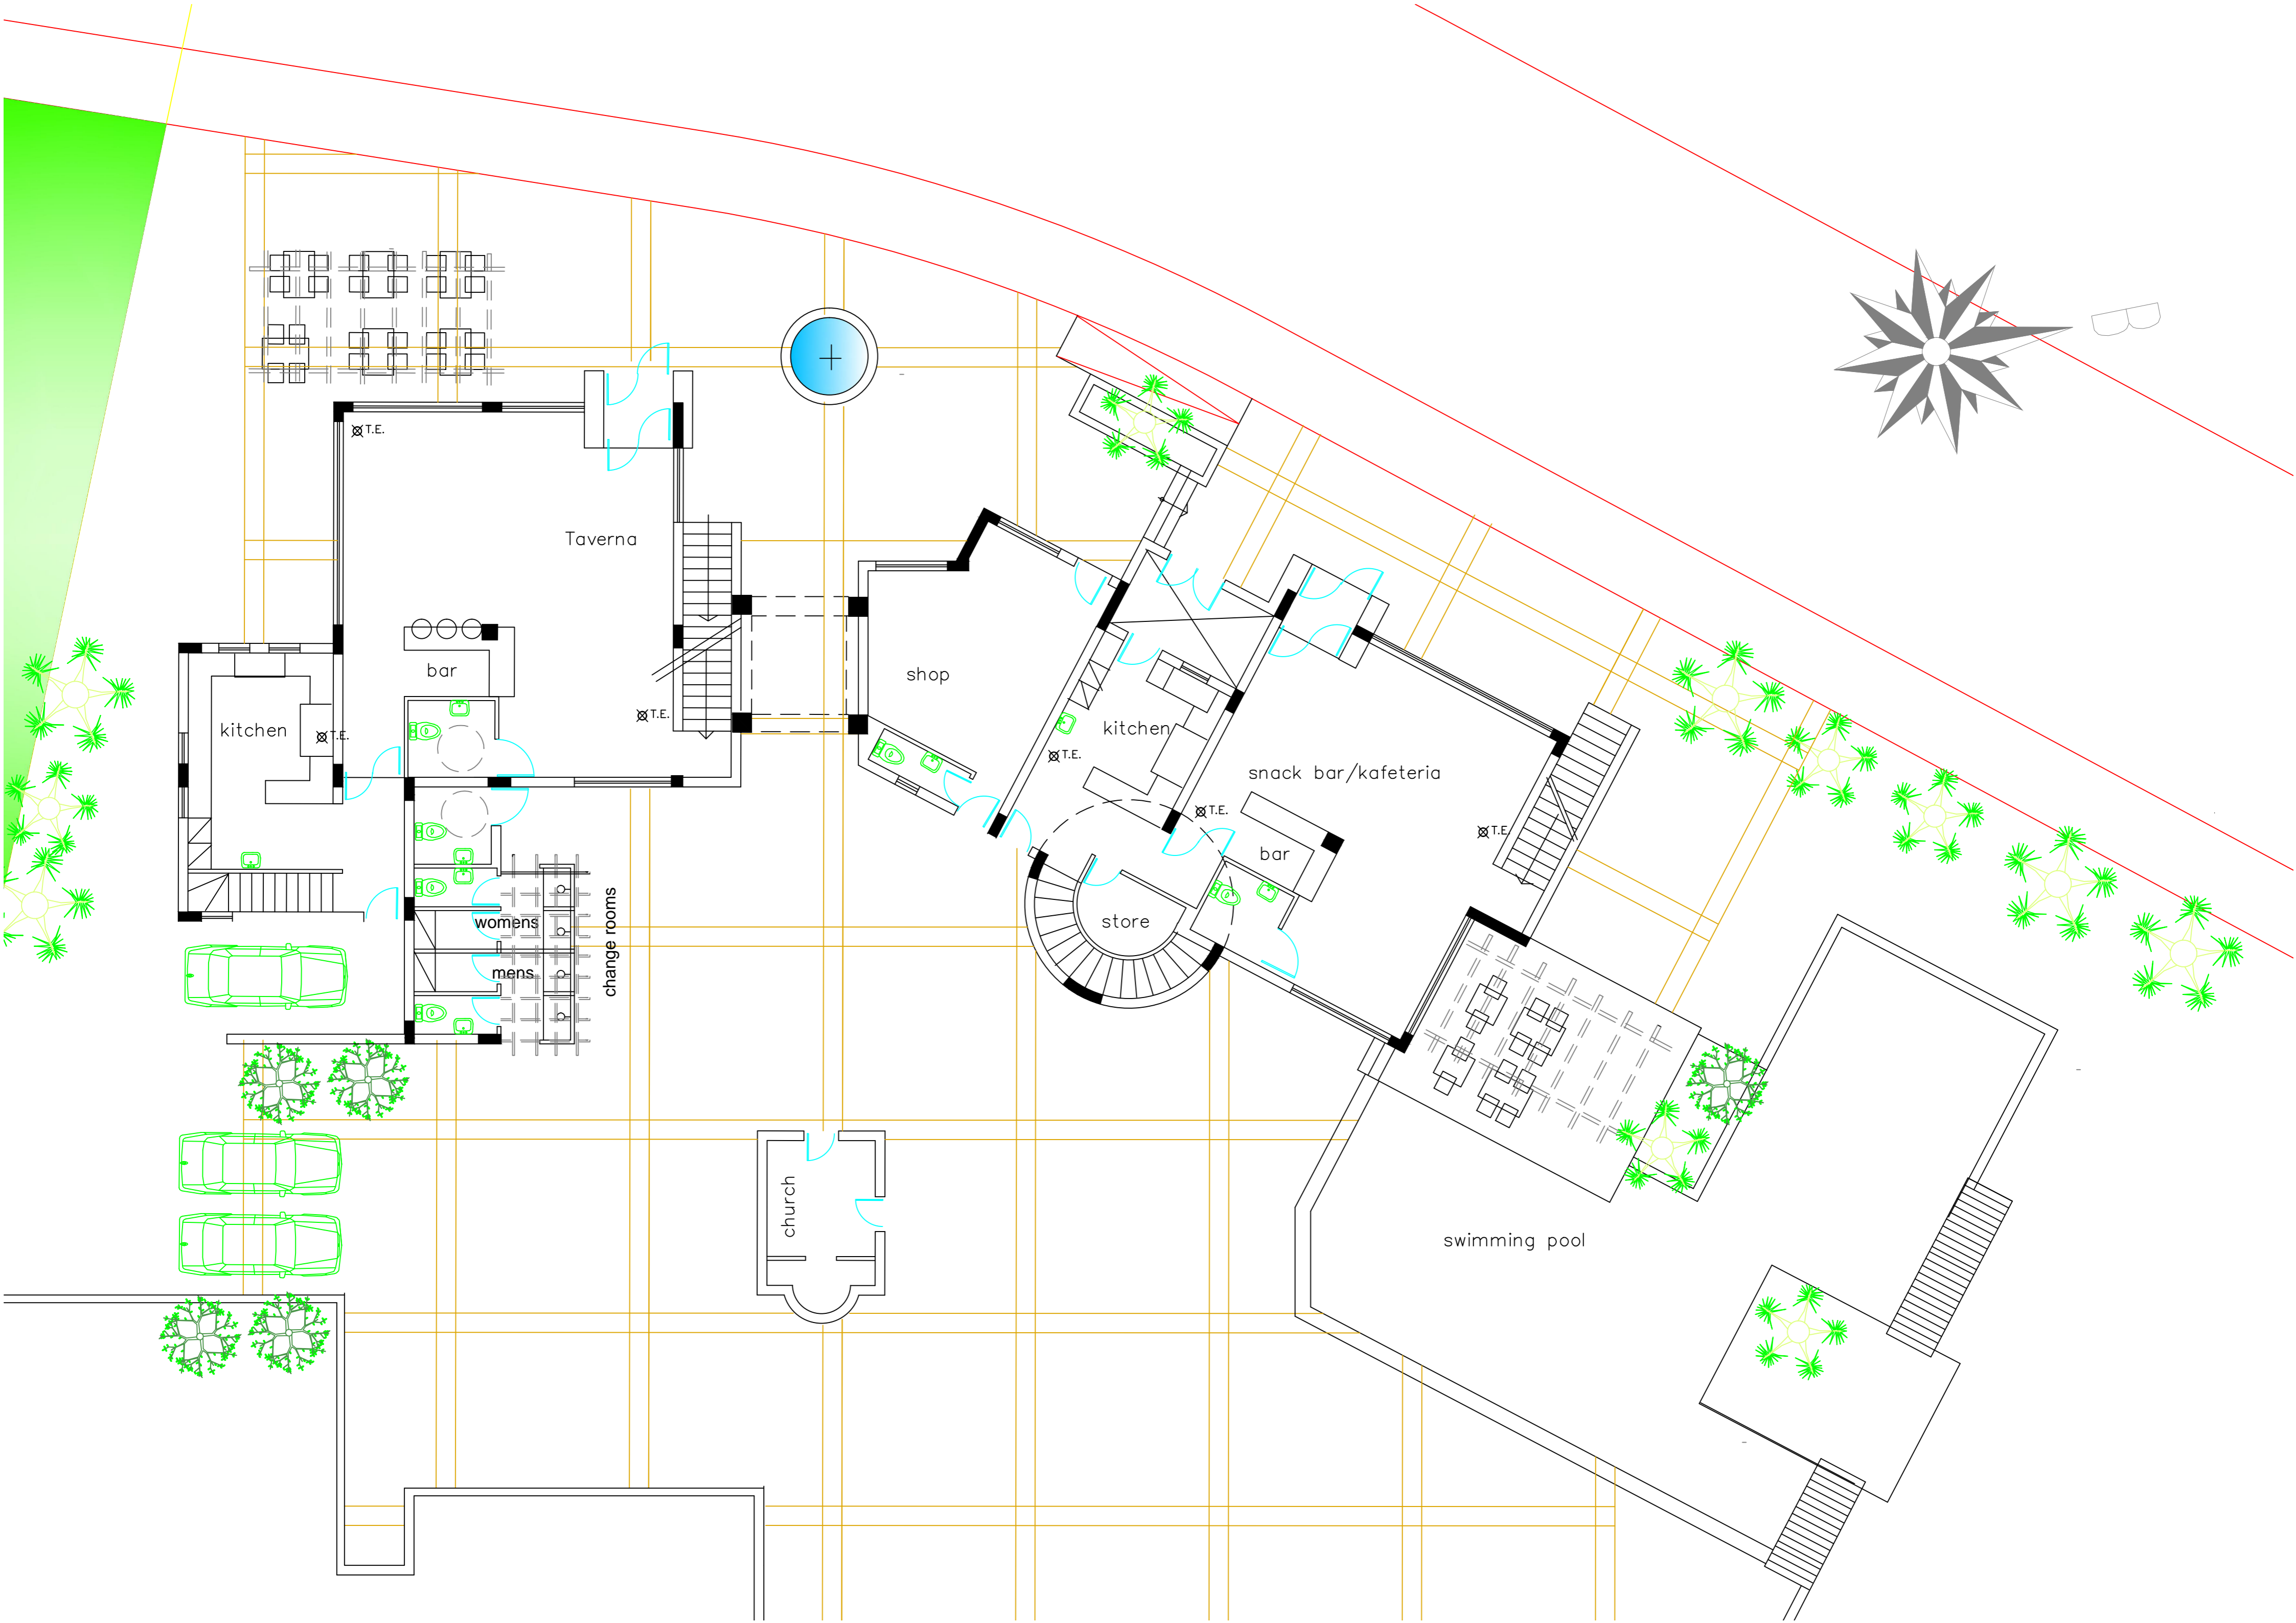 T.E.
Taverna
bar
shop
kitchen
T.E.
T.E.
kitchen
T.E.
snack bar/kafeteria
T.E.
T.E.
bar
change rooms
womens
store
mens
church
swimming pool